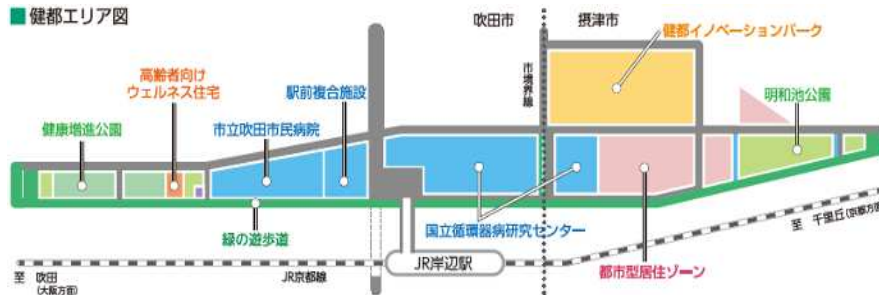 健都エリア図
吹田市
摂津市
市境界線
健都イノベーションパーク
高齢者向け
ウェルネス住宅
駅前複合施設
明和池公園
健康増進公園
市立吹田市民病院
緑の遊歩道
国立循環器病研究センター
都市型居住ゾーン
至 千里丘(京都方面)
至 吹田
(大阪方面)
JR京都線
JR岸辺駅